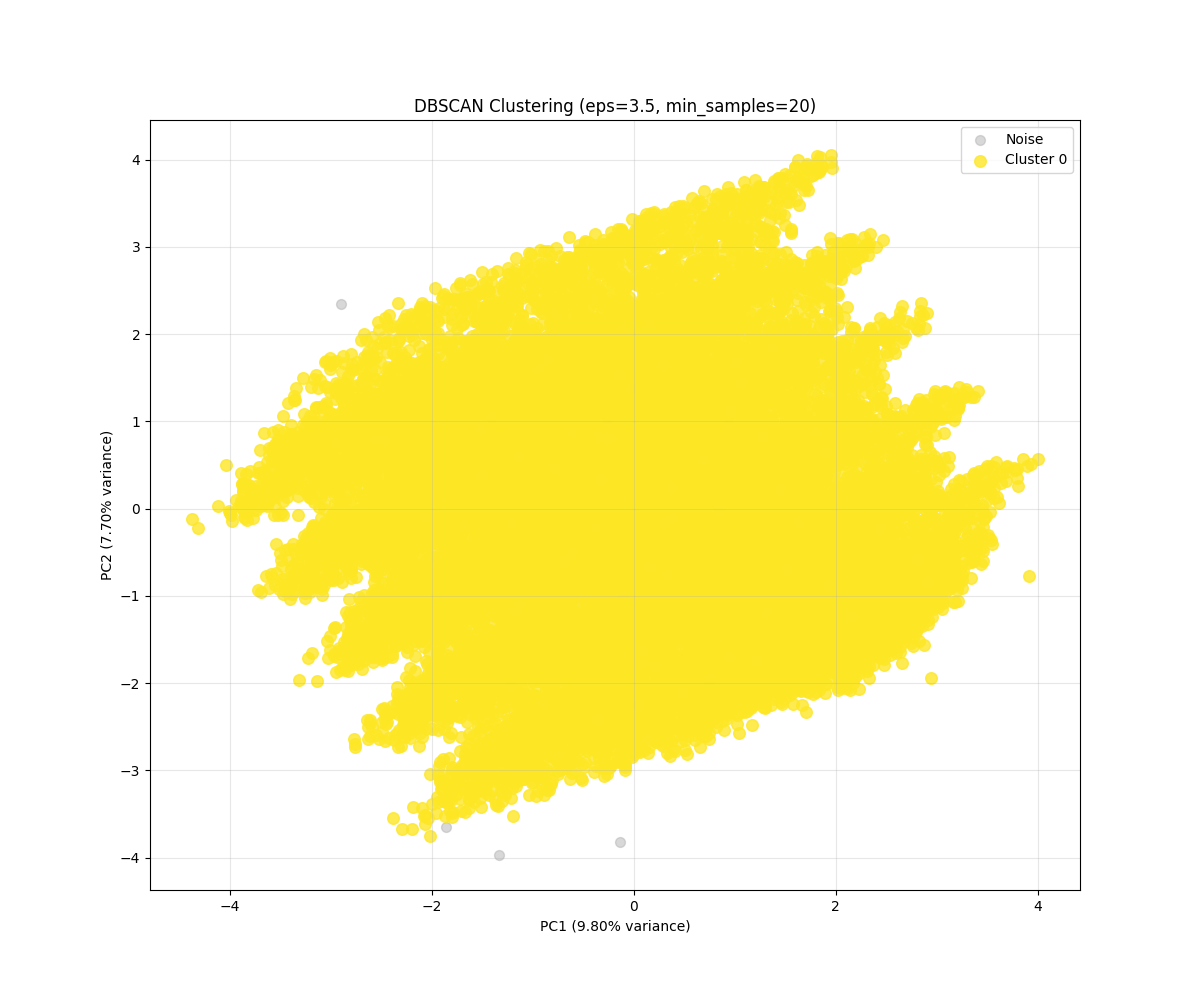 DBSCAN Clustering (eps=3.5, min_samples=20)
Noise
Cluster 0
4
3
2
1
0
−1
−2
−3
−4
PC2 (7.70% variance)
−4
−2
0
2
4
PC1 (9.80% variance)